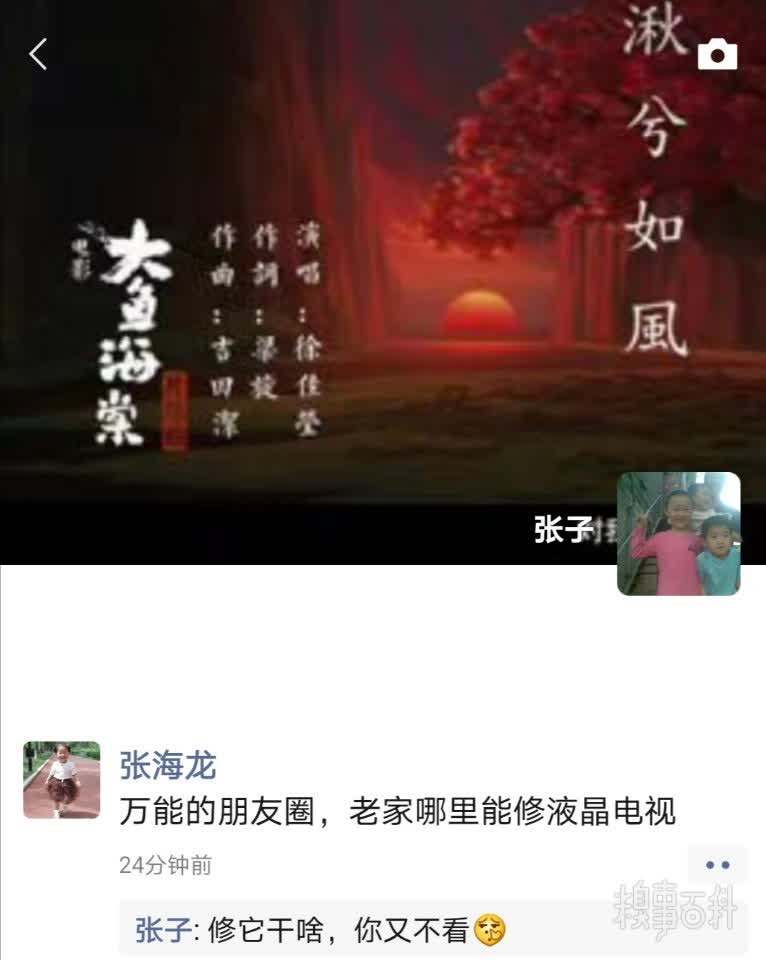 湫兮如風
演唱：徐佳瑩
作詞：梁旋
作曲：吉田潔
電影
大鱼海棠
张子
张海龙
万能的朋友圈，老家哪里能修液晶电视
24分钟前
糗事百科
张子: 修它干啥，你又不看🤫